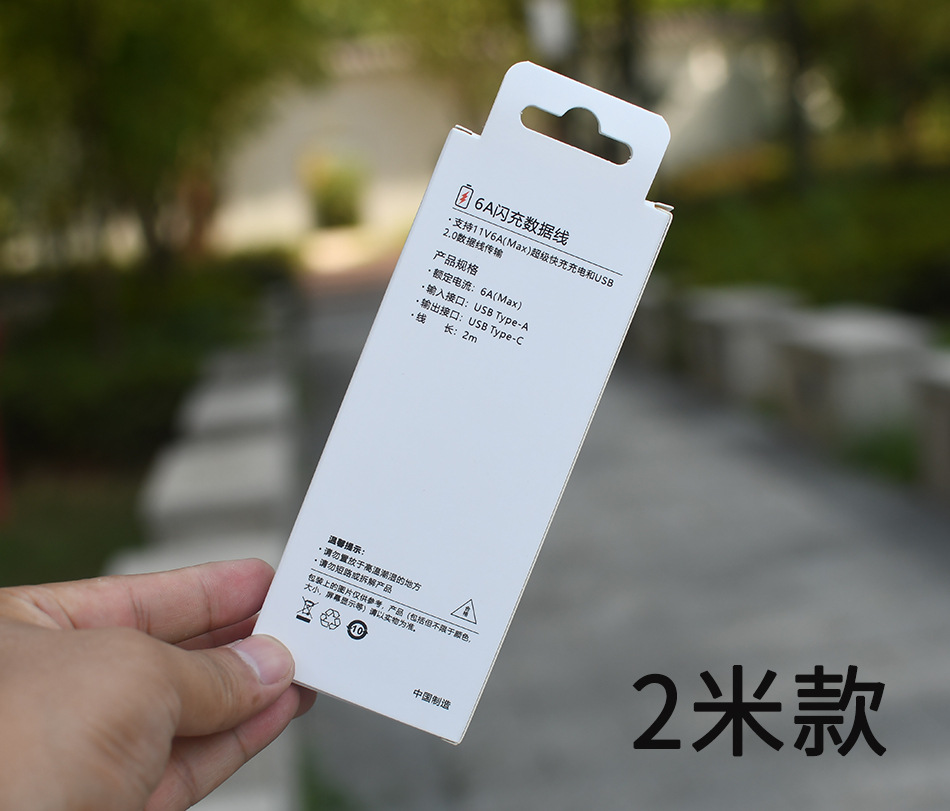 6A闪充数据线
·支持11V6A(Max)超级快充充电和USB
2.0数据线传输
产品规格
·额定电流：6A(Max)
·输入接口：USB Type-A
·输出接口：USB Type-C
·线 长：2m
温馨提示：
·请勿置放于高温潮湿的地方
·请勿短路或拆解产品
合格
包装上的图片仅供参考，产品（包括但不限于颜色，
大小，屏幕显示等）请以实物为准。
10
中国制造
2米款